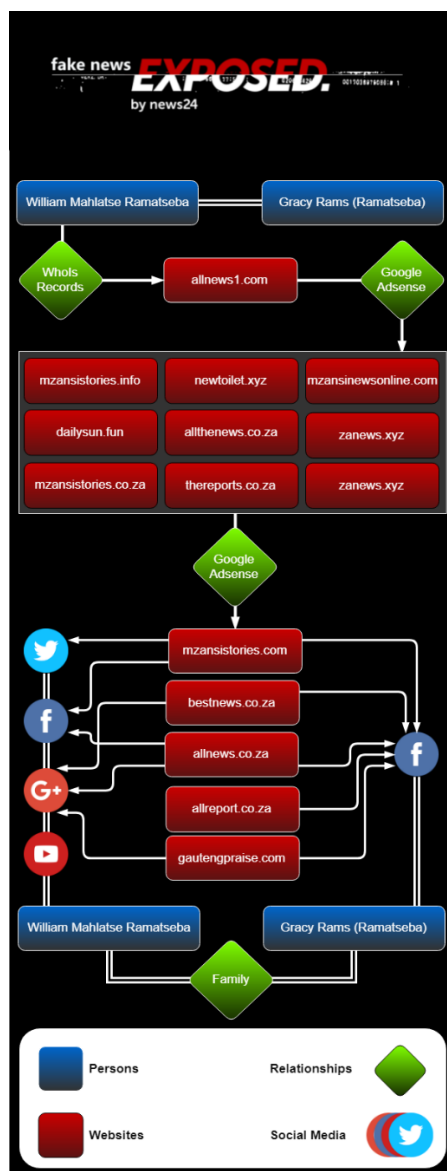 fake news
EXPOSED.
by news24
William Mahlatse Ramatseba
Gracy Rams (Ramatseba)
WhoIs
Records
allnews1.com
Google
Adsense
mzansistories.info
newtoilet.xyz
mzansinewsonline.com
dailysun.fun
allthenews.co.za
zanews.xyz
mzansistories.co.za
thereports.co.za
zanews.xyz
Google
Adsense
mzansistories.com
bestnews.co.za
allnews.co.za
allreport.co.za
gautengpraise.com
f
G+
f
William Mahlatse Ramatseba
Gracy Rams (Ramatseba)
Family
Persons
Relationships
Websites
Social Media